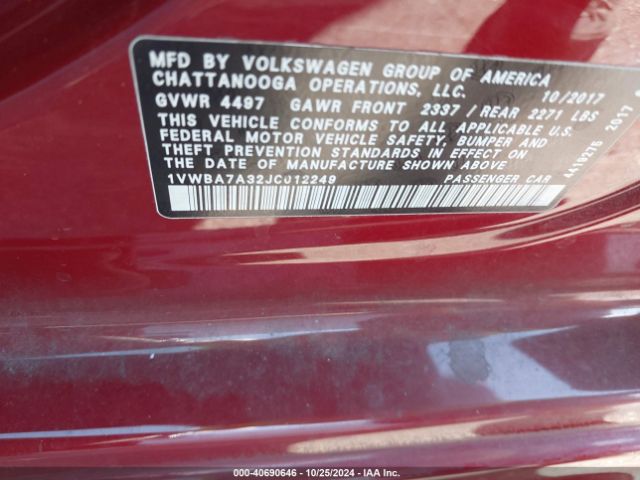 MFD BY VOLKSWAGEN GROUP OF AMERICA
CHATTANOOGA OPERATIONS, LLC. 10/2017
GVWR 4497 GAWR FRONT 2337 / REAR 2271 LBS
THIS VEHICLE CONFORMS TO ALL APPLICABLE U.S.
FEDERAL MOTOR VEHICLE SAFETY, BUMPER AND
THEFT PREVENTION STANDARDS IN EFFECT ON
THE DATE OF MANUFACTURE SHOWN ABOVE
1VWBA7A32JC012249 PASSENGER CAR
4419276 2017
000-40690646 - 10/25/2024 - IAA Inc.